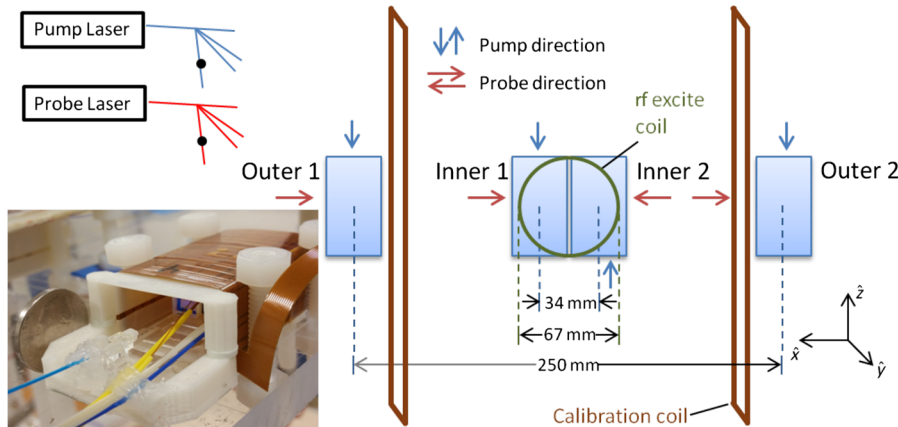 Pump Laser
Probe Laser
Pump direction
Probe direction
rf excite
coil
Outer 1
Inner 1
Inner 2
Outer 2
34 mm
67 mm
250 mm
ẑ
x̂
ŷ
Calibration coil